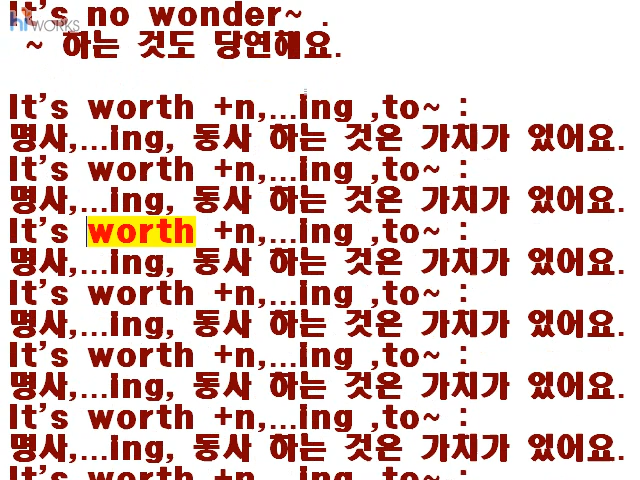 It's no wonder~ .
hiWORKS
~ 하는 것도 당연해요.
It's worth +n,...ing ,to~ :
명사,...ing, 동사 하는 것은 가치가 있어요.
It's worth +n,...ing ,to~ :
명사,...ing, 동사 하는 것은 가치가 있어요.
It's worth +n,...ing ,to~ :
명사,...ing, 동사 하는 것은 가치가 있어요.
It's worth +n,...ing ,to~ :
명사,...ing, 동사 하는 것은 가치가 있어요.
It's worth +n,...ing ,to~ :
명사,...ing, 동사 하는 것은 가치가 있어요.
It's worth +n,...ing ,to~ :
명사,...ing, 동사 하는 것은 가치가 있어요.
It's worth +n,...ing ,to~ :